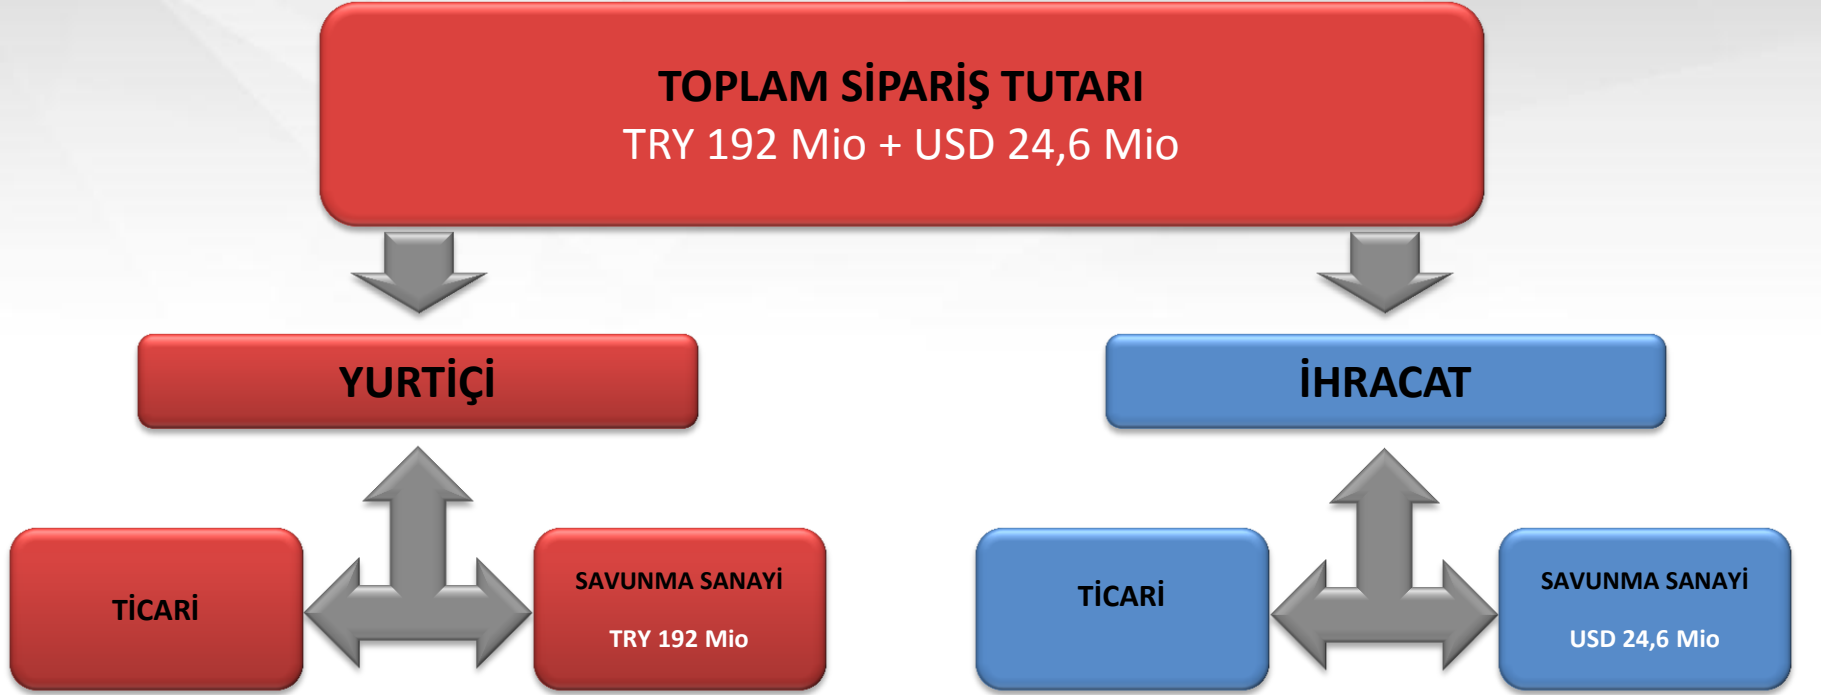 TOPLAM SİPARİŞ TUTARI
TRY 192 Mio + USD 24,6 Mio
YURTİÇİ
İHRACAT
TİCARİ
SAVUNMA SANAYİ
TRY 192 Mio
TİCARİ
SAVUNMA SANAYİ
USD 24,6 Mio